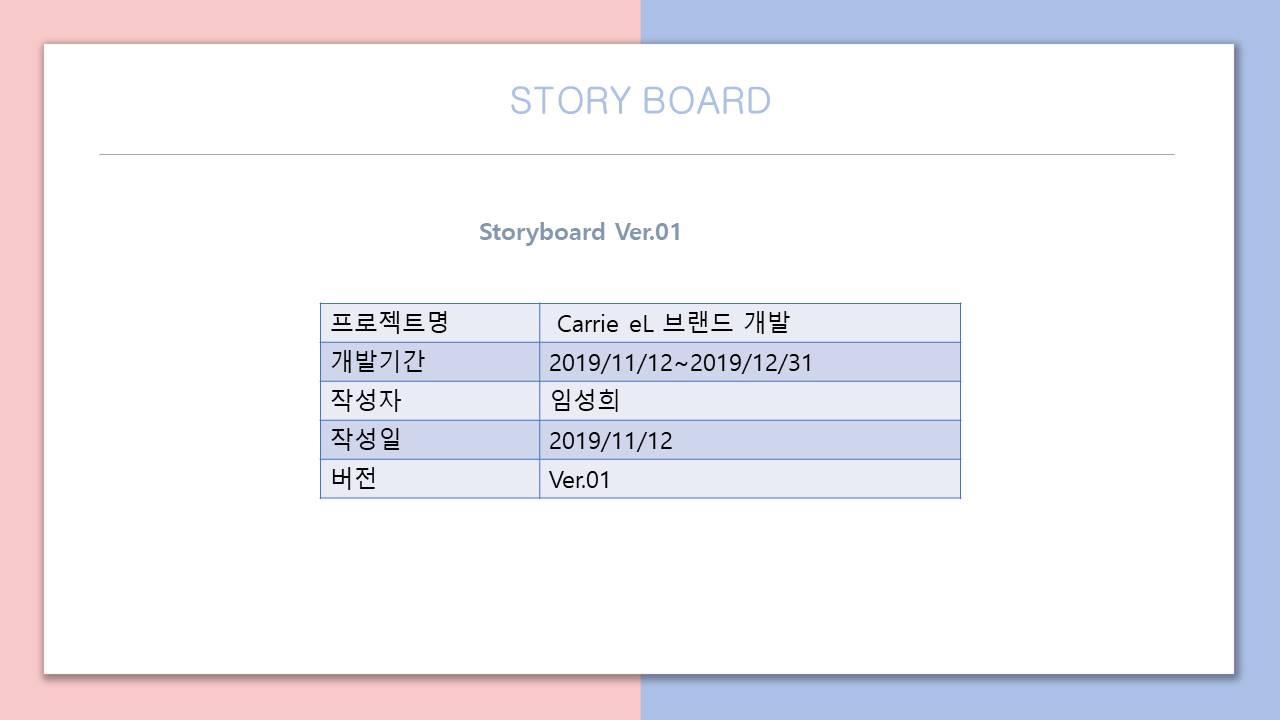 STORY BOARD
Storyboard Ver.01
프로젝트명 Carrie eL 브랜드 개발
개발기간 2019/11/12~2019/12/31
작성자 임성희
작성일 2019/11/12
버전 Ver.01